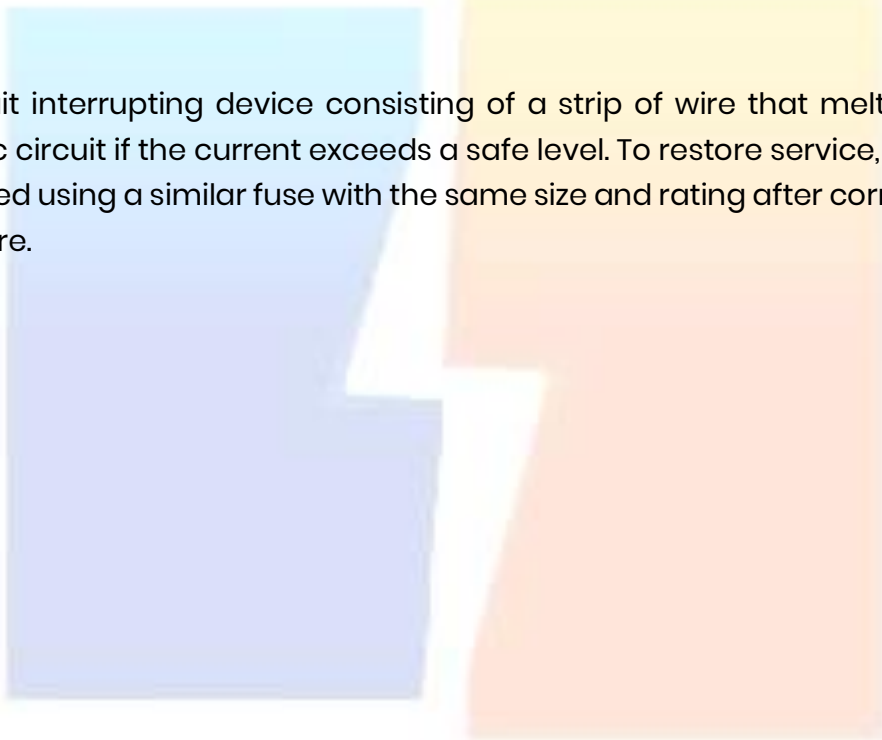 it interrupting device consisting of a strip of wire that melt
c circuit if the current exceeds a safe level. To restore service,
ed using a similar fuse with the same size and rating after corr
re.